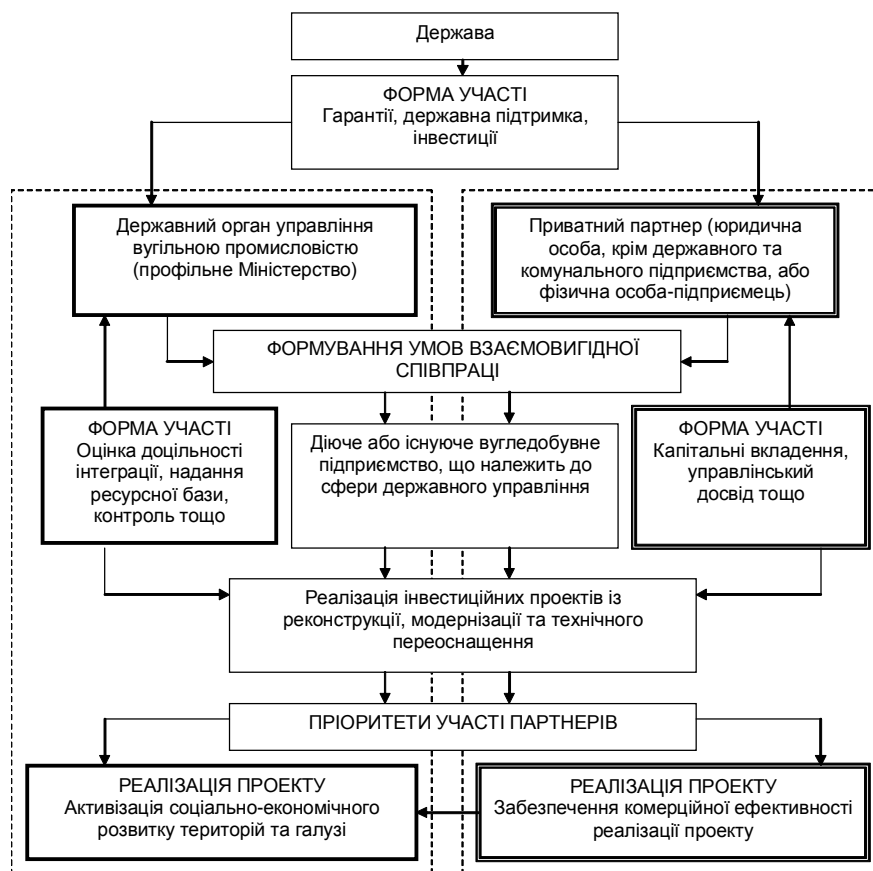 Держава
ФОРМА УЧАСТІ
Гарантії, державна підтримка,
інвестиції
Державний орган управління
вугільною промисловістю
(профільне Міністерство)
Приватний партнер (юридична
особа, крім державного та
комунального підприємства, або
фізична особа-підприємець)
ФОРМУВАННЯ УМОВ ВЗАЄМОВИГІДНОЇ
СПІВПРАЦІ
ФОРМА УЧАСТІ
Оцінка доцільності
інтеграції, надання
ресурсної бази,
контроль тощо
Діюче або існуюче вугледобувне
підприємство, що належить до
сфери державного управління
ФОРМА УЧАСТІ
Капітальні вкладення,
управлінський
досвід тощо
Реалізація інвестиційних проектів із
реконструкції, модернізації та технічного
переоснащення
ПРІОРИТЕТИ УЧАСТІ ПАРТНЕРІВ
РЕАЛІЗАЦІЯ ПРОЕКТУ
Активізація соціально-економічного
розвитку територій та галузі
РЕАЛІЗАЦІЯ ПРОЕКТУ
Забезпечення комерційної ефективності
реалізації проекту